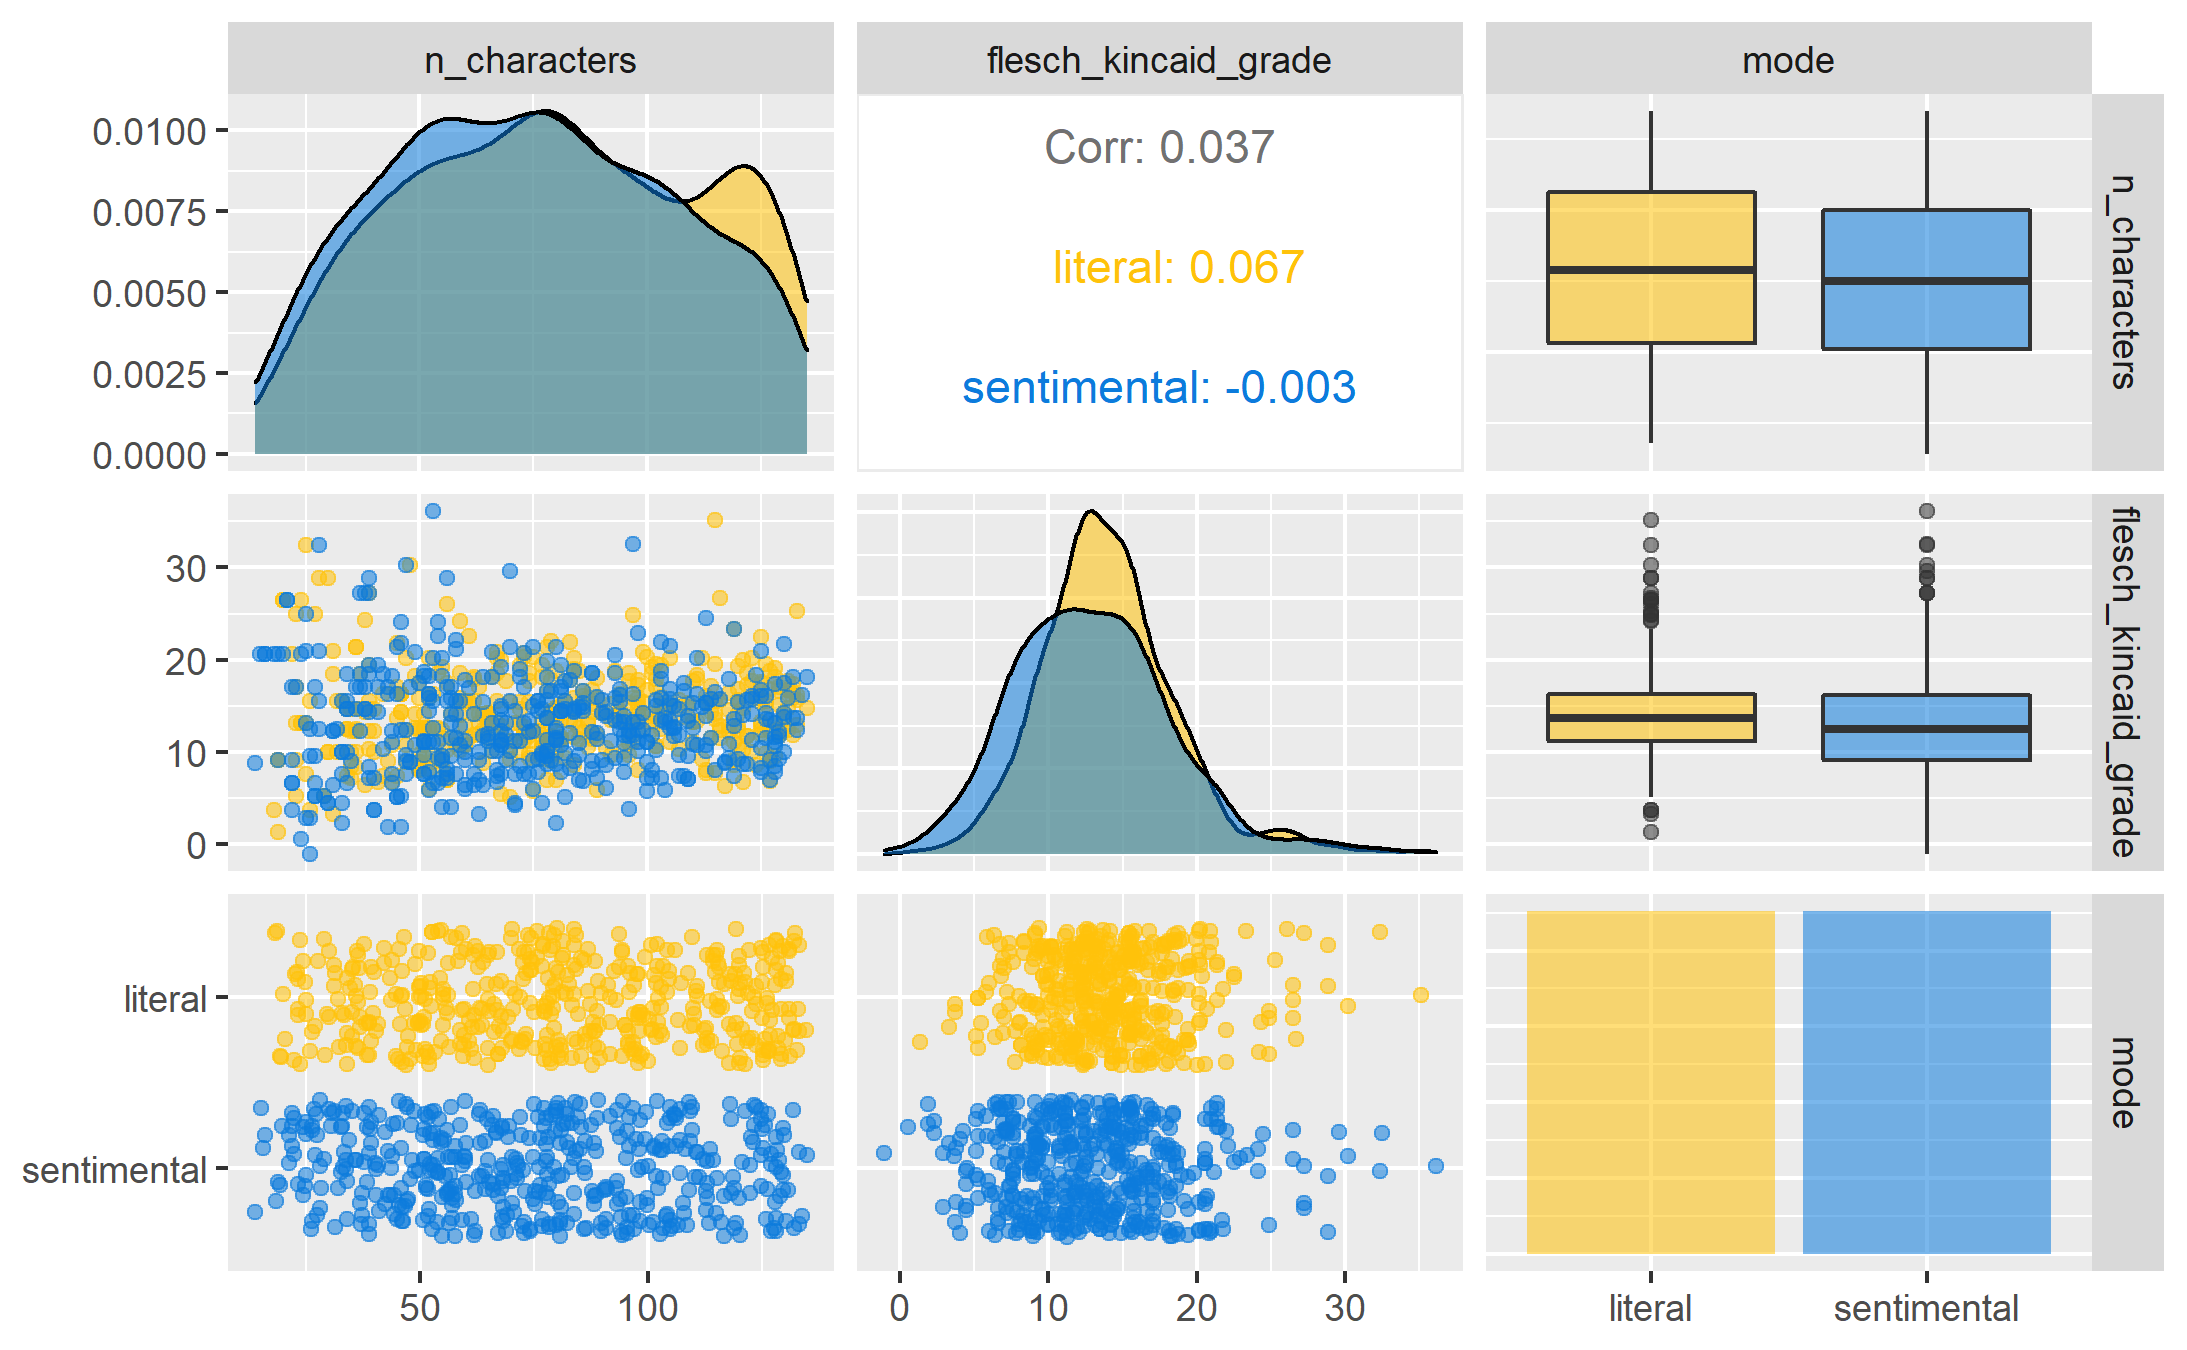 n_characters flesch_kincaid_grade mode
0.0100
0.0075
0.0050
0.0025
0.0000
Corr: 0.037
literal: 0.067
sentimental: -0.003
n_characters
30
20
10
0
flesch_kincaid_grade
literal
sentimental
mode
50 100 0 10 20 30 literal sentimental